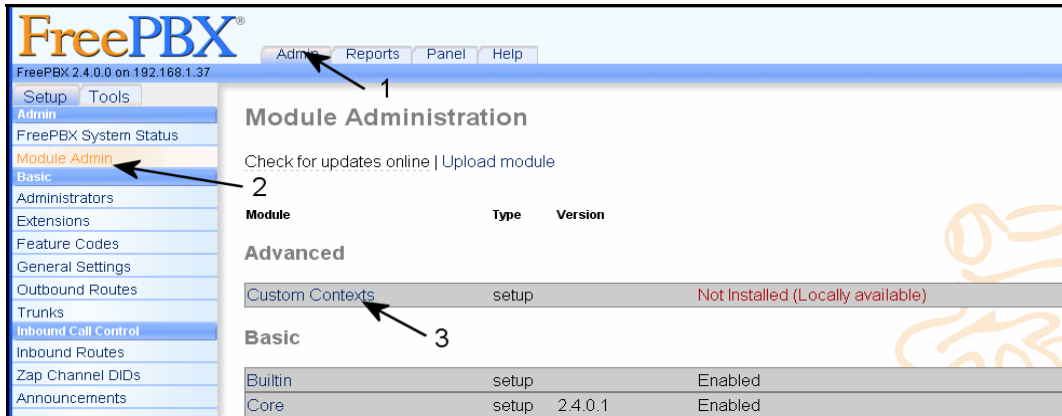 FreePBX®
Admin Reports Panel Help
FreePBX 2.4.0.0 on 192.168.1.37
1
Setup Tools
Admin
FreePBX System Status
Module Admin
Basic
Administrators
Extensions
Feature Codes
General Settings
Outbound Routes
Trunks
Inbound Call Control
Inbound Routes
Zap Channel DIDs
Announcements
Module Administration
Check for updates online | Upload module
2
Module Type Version
Advanced
Custom Contexts setup Not Installed (Locally available)
3
Basic
Builtin setup Enabled
Core setup 2.4.0.1 Enabled